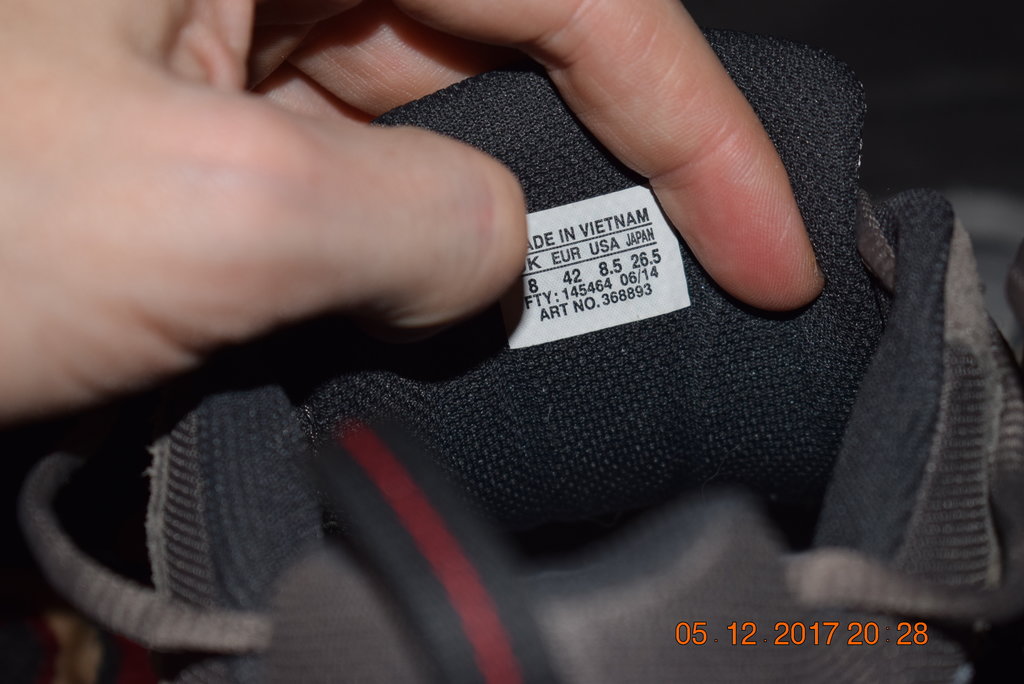 ADE IN VIETNAM
K EUR USA JAPAN
8 42 8.5 26.5
FTY: 145464 06/14
ART NO. 368893
05.12.2017 20:28